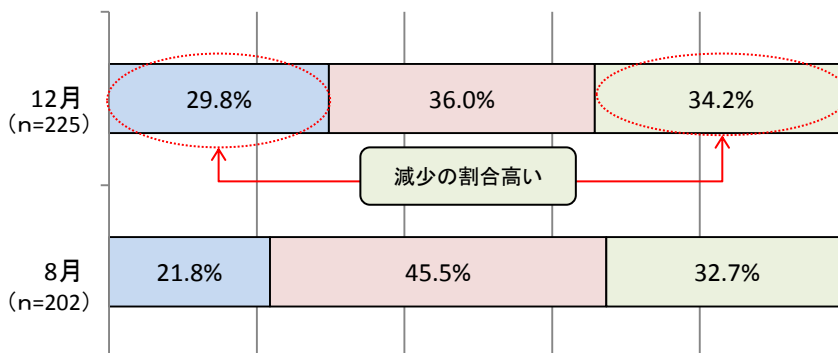 12月
（n=225）
29.8%
36.0%
34.2%
減少の割合高い
8月
（n=202）
21.8%
45.5%
32.7%